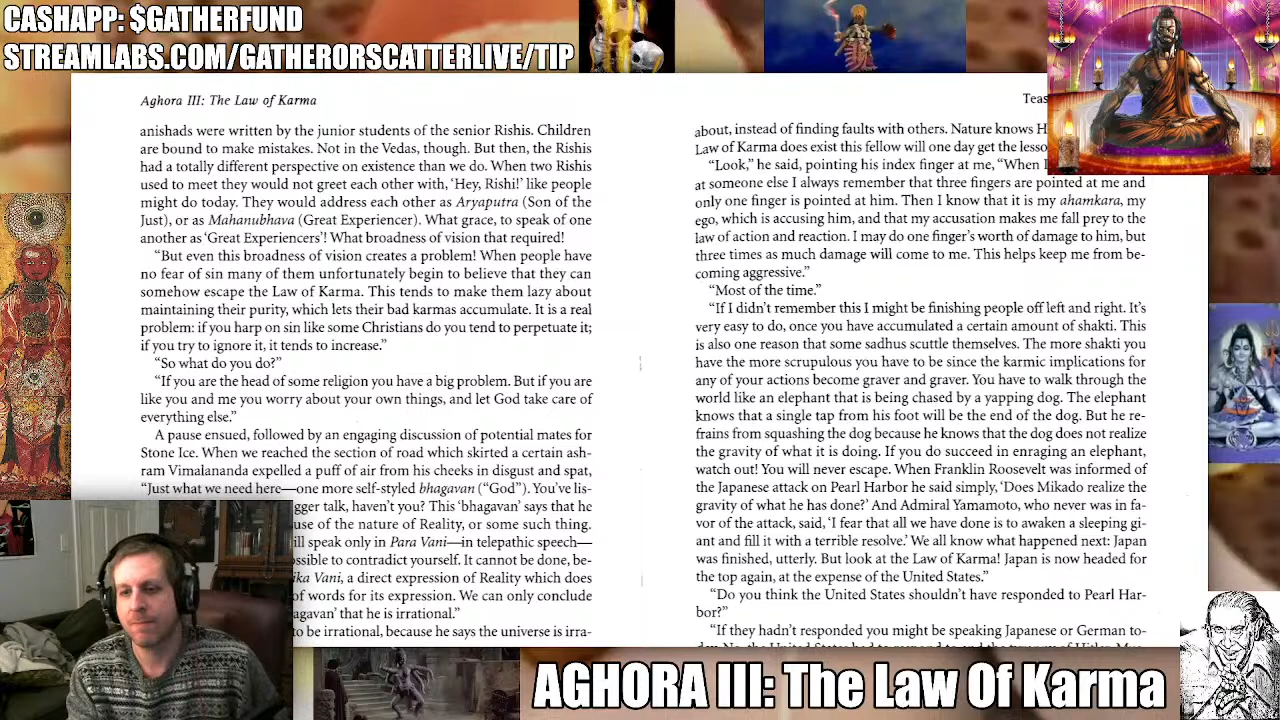 CASHAPP: $GATHERFUND
STREAMLABS.COM/GATHERORSCATTERLIVE/TIP
Aghora III: The Law of Karma
anishads were written by the junior students of the senior Rishis. Children
are bound to make mistakes. Not in the Vedas, though. But then, the Rishis
had a totally different perspective on existence than we do. When two Rishis
used to meet they would not greet each other with, ‘Hey, Rishi!’ like people
might do today. They would address each other as Aryaputra (Son of the
Just), or as Mahanubhava (Great Experiencer). What grace, to speak of one
another as ‘Great Experiencers’! What broadness of vision that required!
“But even this broadness of vision creates a problem! When people have
no fear of sin many of them unfortunately begin to believe that they can
somehow escape the Law of Karma. This tends to make them lazy about
maintaining their purity, which lets their bad karmas accumulate. It is a real
problem: if you harp on sin like some Christians do you tend to perpetuate it;
if you try to ignore it, it tends to increase.”
“So what do you do?”
“If you are the head of some religion you have a big problem. But if you are
like you and me you worry about your own things, and let God take care of
everything else.”
A pause ensued, followed by an engaging discussion of potential mates for
Stone Ice. When we reached the section of road which skirted a certain ash-
ram Vimalananda expelled a puff of air from his cheeks in disgust and spat,
“Just what we need here—one more self-styled bhagavan (“God”). You’ve lis-
gger talk, haven’t you? This ‘bhagavan’ says that he
use of the nature of Reality, or some such thing.
ill speak only in Para Vani—in telepathic speech—
ossible to contradict yourself. It cannot be done, be-
ka Vani, a direct expression of Reality which does
of words for its expression. We can only conclude
agavan’ that he is irrational.”
to be irrational, because he says the universe is irra-
Teas
about, instead of finding faults with others. Nature knows H
Law of Karma does exist this fellow will one day get the lesso
“Look,” he said, pointing his index finger at me, “When I
at someone else I always remember that three fingers are pointed at me and
only one finger is pointed at him. Then I know that it is my ahamkara, my
ego, which is accusing him, and that my accusation makes me fall prey to the
law of action and reaction. I may do one finger’s worth of damage to him, but
three times as much damage will come to me. This helps keep me from be-
coming aggressive.”
“Most of the time.”
“If I didn’t remember this I might be finishing people off left and right. It’s
very easy to do, once you have accumulated a certain amount of shakti. This
is also one reason that some sadhus scuttle themselves. The more shakti you
have the more scrupulous you have to be since the karmic implications for
any of your actions become graver and graver. You have to walk through the
world like an elephant that is being chased by a yapping dog. The elephant
knows that a single tap from his foot will be the end of the dog. But he re-
frains from squashing the dog because he knows that the dog does not realize
the gravity of what it is doing. If you do succeed in enraging an elephant,
watch out! You will never escape. When Franklin Roosevelt was informed of
the Japanese attack on Pearl Harbor he said simply, ‘Does Mikado realize the
gravity of what he has done?’ And Admiral Yamamoto, who never was in fa-
vor of the attack, said, ‘I fear that all we have done is to awaken a sleeping gi-
ant and fill it with a terrible resolve.’ We all know what happened next: Japan
was finished, utterly. But look at the Law of Karma! Japan is now headed for
the top again, at the expense of the United States.”
“Do you think the United States shouldn’t have responded to Pearl Har-
bor?”
“If they hadn’t responded you might be speaking Japanese or German to-
AGHORA III: The Law Of Karma